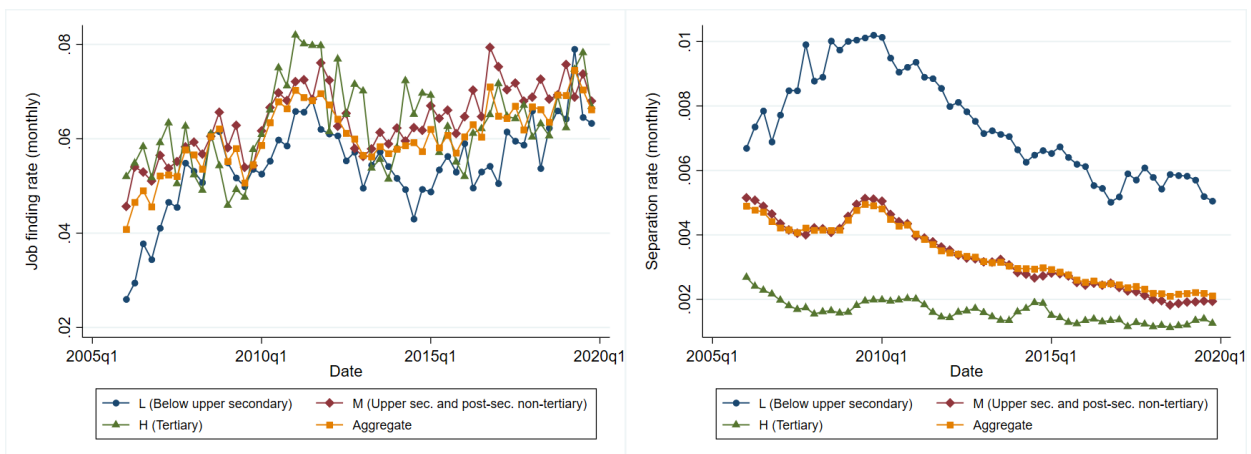 Job finding rate (monthly)
.08
.06
.04
.02
2005q1 2010q1 2015q1 2020q1
Date
L (Below upper secondary) M (Upper sec. and post-sec. non-tertiary)
H (Tertiary) Aggregate
Separation rate (monthly)
.01
.008
.006
.004
.002
2005q1 2010q1 2015q1 2020q1
Date
L (Below upper secondary) M (Upper sec. and post-sec. non-tertiary)
H (Tertiary) Aggregate